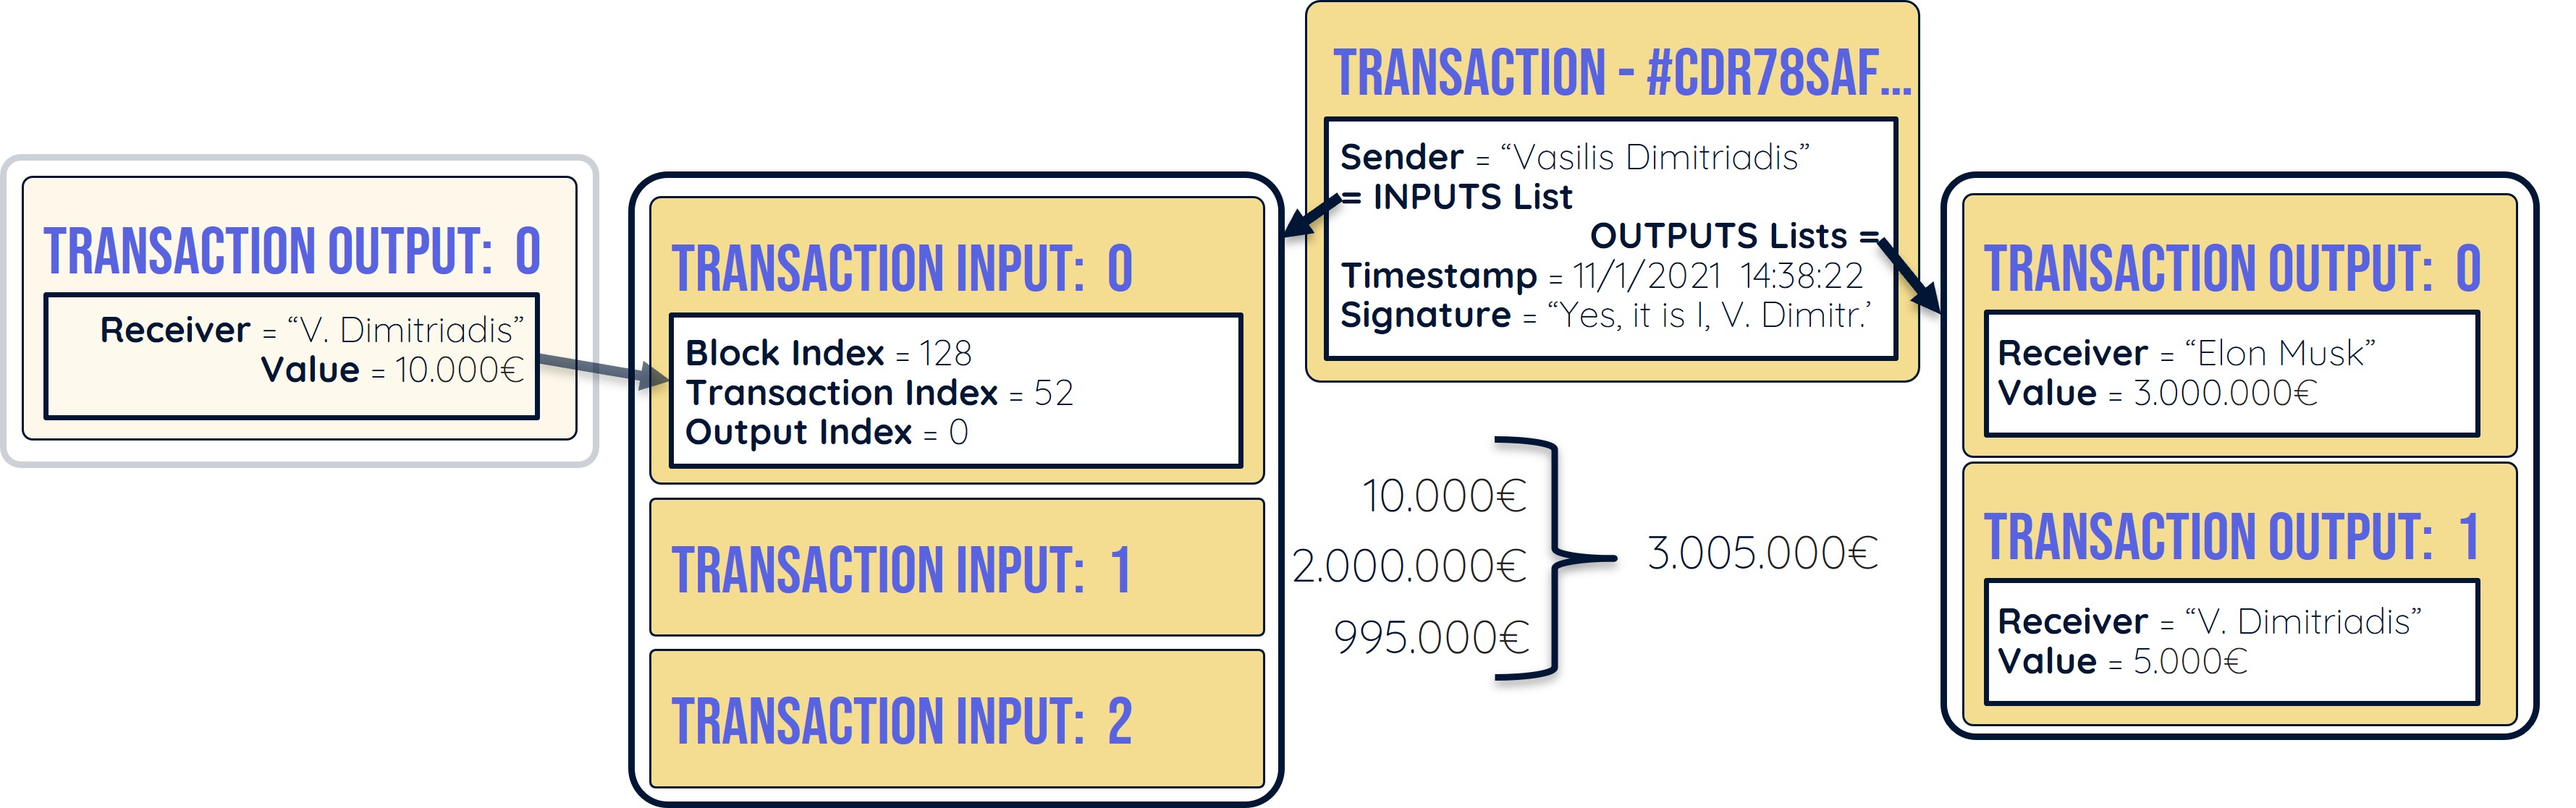 TRANSACTION OUTPUT: 0
Receiver = “V. Dimitriadis”
Value = 10.000€
TRANSACTION INPUT: 0
Block Index = 128
Transaction Index = 52
Output Index = 0
TRANSACTION INPUT: 1
TRANSACTION INPUT: 2
TRANSACTION - #CDR78SAF...
Sender = “Vasilis Dimitriadis”
= INPUTS List
OUTPUTS Lists =
Timestamp = 11/1/2021 14:38:22
Signature = “Yes, it is I, V. Dimitr.’
10.000€
2.000.000€
995.000€
3.005.000€
TRANSACTION OUTPUT: 0
Receiver = “Elon Musk”
Value = 3.000.000€
TRANSACTION OUTPUT: 1
Receiver = “V. Dimitriadis”
Value = 5.000€